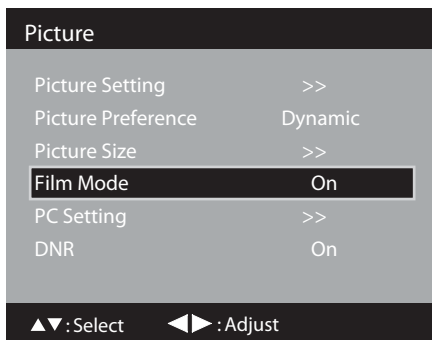 Picture
Picture Setting >>
Picture Preference Dynamic
Picture Size >>
Film Mode On
PC Setting >>
DNR On
▲▼: Select ◀▶: Adjust